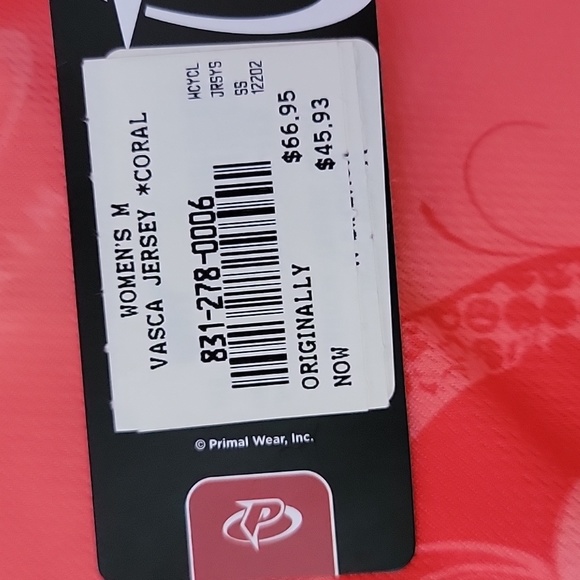 WOMEN'S M
VASCA JERSEY *CORAL
WCYCL
JRSYS
SS
12202
831-278-0006
ORIGINALLY $66.95
NOW $45.93
© Primal Wear, Inc.